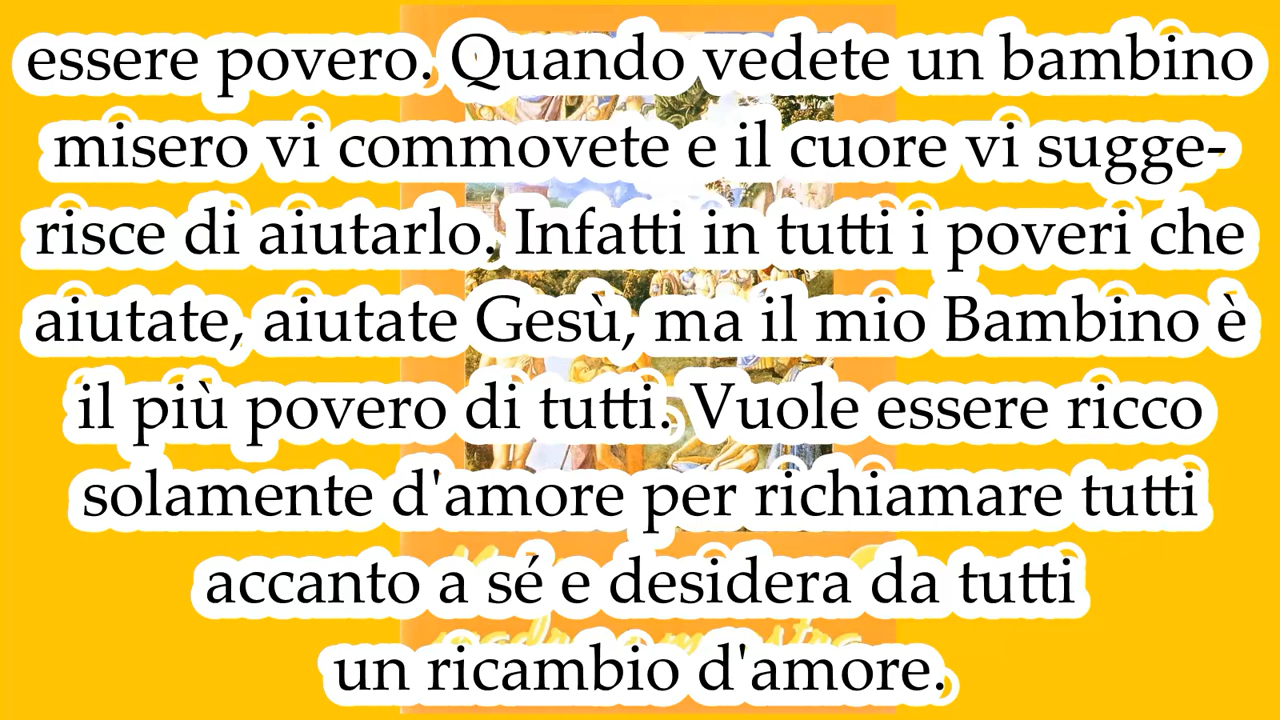 essere povero. Quando vedete un bambino
misero vi commovete e il cuore vi sugge-
risce di aiutarlo. Infatti in tutti i poveri che
aiutate, aiutate Gesù, ma il mio Bambino è
il più povero di tutti. Vuole essere ricco
solamente d'amore per richiamare tutti
accanto a sé e desidera da tutti
un ricambio d'amore.